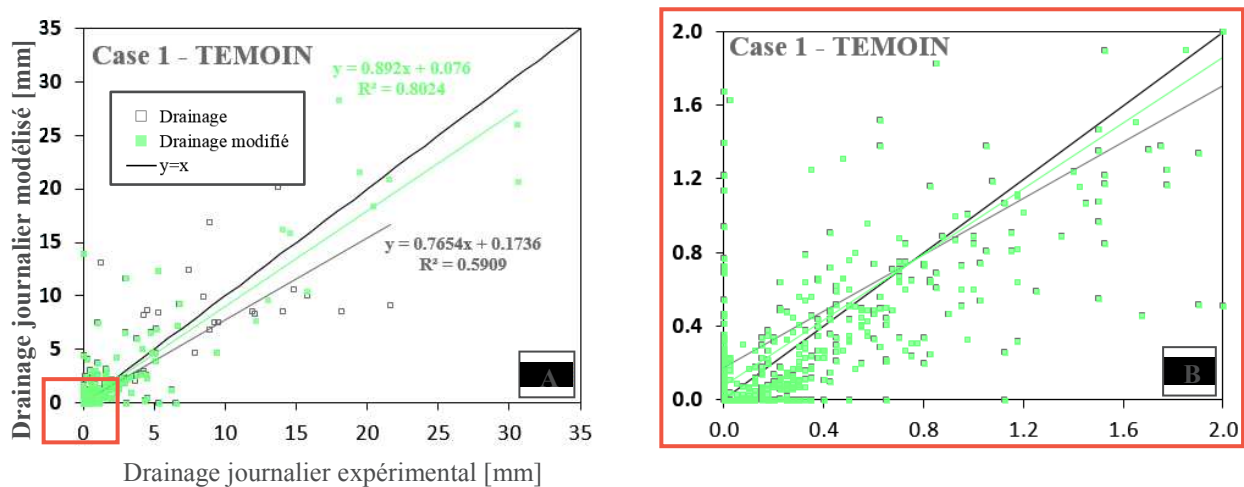 Drainage journalier modélisé [mm]
35
30
25
20
15
10
5
0
Case 1 - TEMOIN
y = 0.892x + 0.076
R² = 0.8024
Drainage
Drainage modifié
y=x
y = 0.7654x + 0.1736
R² = 0.5909
A
0 5 10 15 20 25 30 35
Drainage journalier expérimental [mm]
2.0
1.6
1.2
0.8
0.4
0.0
Case 1 - TEMOIN
B
0.0 0.4 0.8 1.2 1.6 2.0